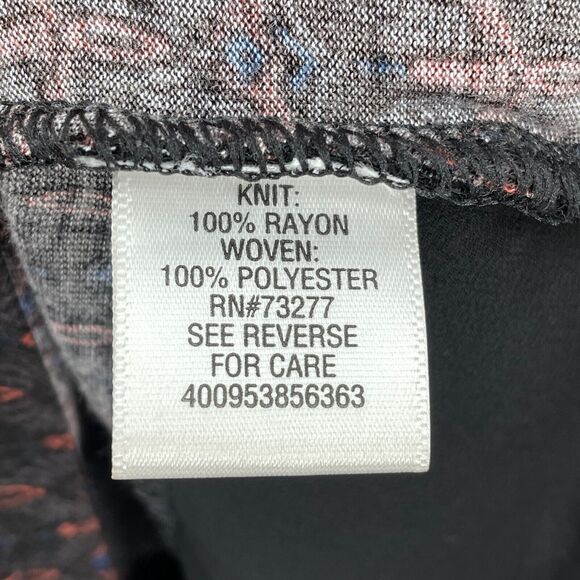 KNIT:
100% RAYON
WOVEN:
100% POLYESTER
RN#73277
SEE REVERSE
FOR CARE
400953856363